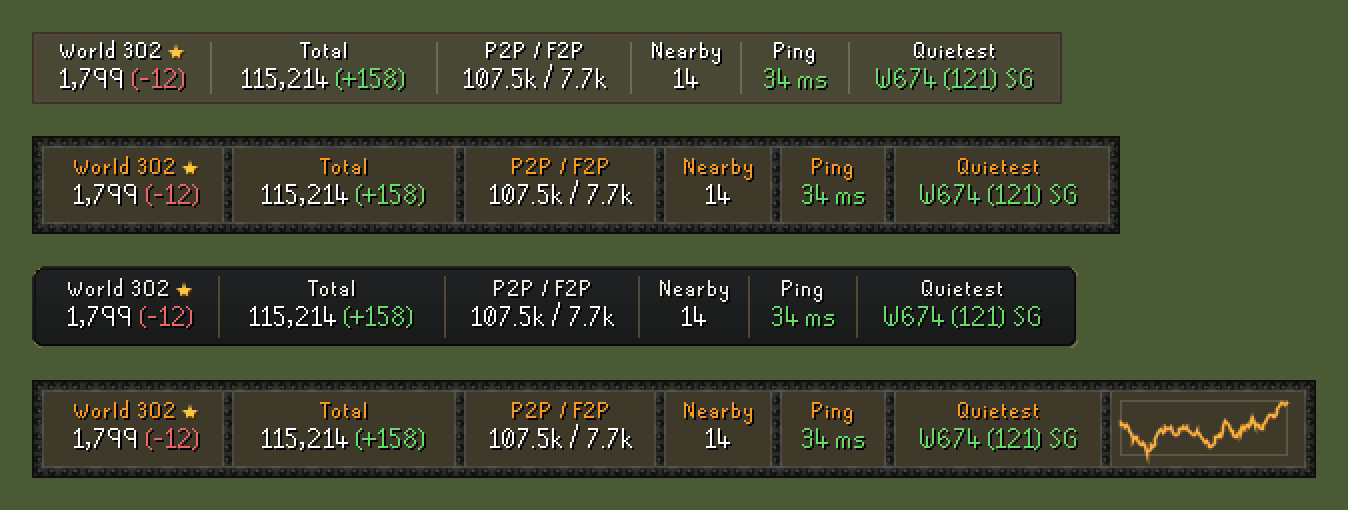 World 302 Total P2P / F2P Nearby Ping Quietest
1,799 (-12) 115,214 (+158) 107.5k / 7.7k 14 34 ms W674 (121) SG
World 302 Total P2P / F2P Nearby Ping Quietest
1,799 (-12) 115,214 (+158) 107.5k / 7.7k 14 34 ms W674 (121) SG
World 302 Total P2P / F2P Nearby Ping Quietest
1,799 (-12) 115,214 (+158) 107.5k / 7.7k 14 34 ms W674 (121) SG
World 302 Total P2P / F2P Nearby Ping Quietest
1,799 (-12) 115,214 (+158) 107.5k / 7.7k 14 34 ms W674 (121) SG